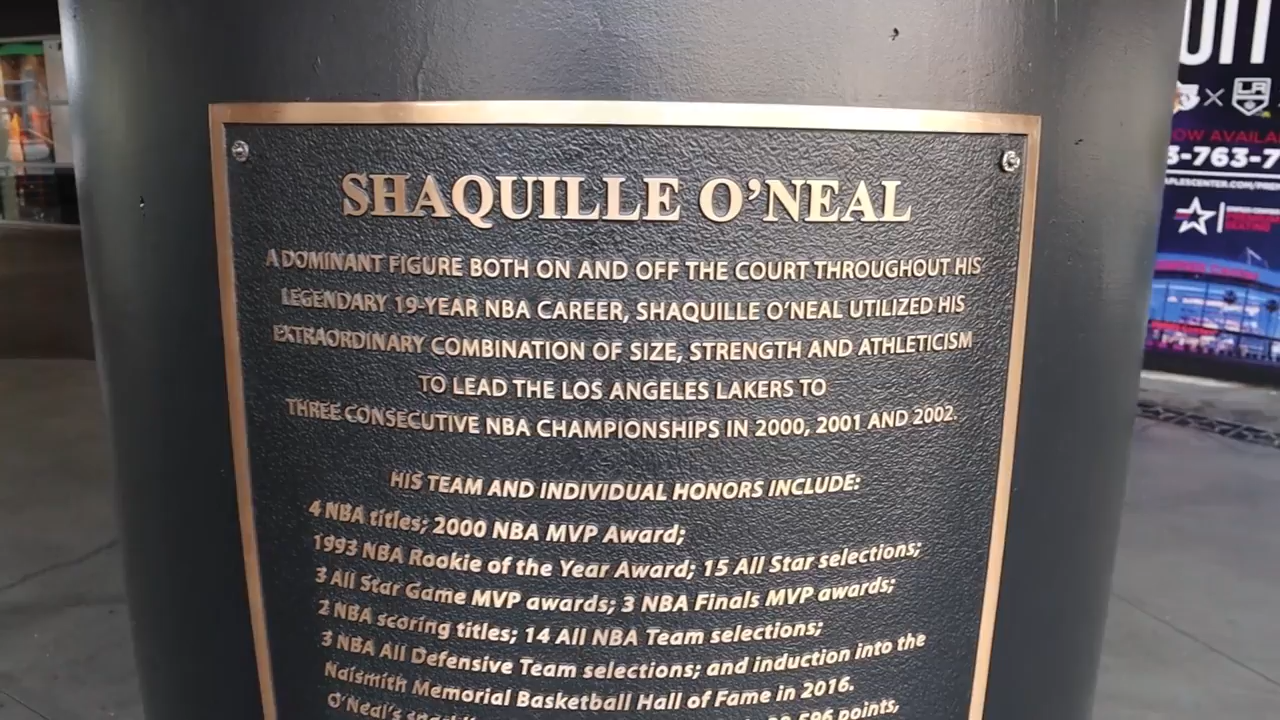 SHAQUILLE O'NEAL
A DOMINANT FIGURE BOTH ON AND OFF THE COURT THROUGHOUT HIS
LEGENDARY 19-YEAR NBA CAREER, SHAQUILLE O'NEAL UTILIZED HIS
EXTRAORDINARY COMBINATION OF SIZE, STRENGTH AND ATHLETICISM
TO LEAD THE LOS ANGELES LAKERS TO
THREE CONSECUTIVE NBA CHAMPIONSHIPS IN 2000, 2001 AND 2002.
HIS TEAM AND INDIVIDUAL HONORS INCLUDE:
4 NBA titles; 2000 NBA MVP Award;
1993 NBA Rookie of the Year Award; 15 All Star selections;
3 All Star Game MVP awards; 3 NBA Finals MVP awards;
2 NBA scoring titles; 14 All NBA Team selections;
3 NBA All Defensive Team selections; and induction into the
Naismith Memorial Basketball Hall of Fame in 2016.
O'Neal's points,
X LA
-763-7